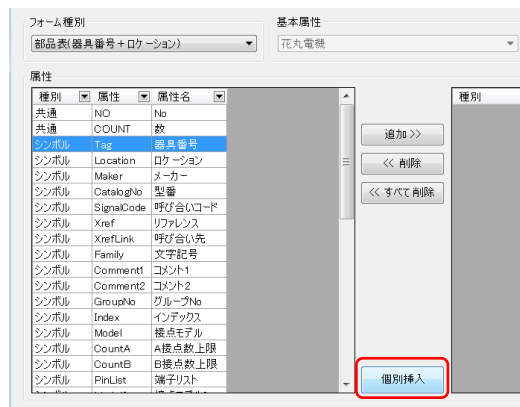 フォーム種別
基本属性
部品表(器具番号+ロケーション)
花丸電機
属性
種別 属性 属性名
共通 NO No
共通 COUNT 数
シンボル Tag 器具番号
シンボル Location ロケーション
シンボル Maker メーカー
シンボル CatalogNo 型番
シンボル SignalCode 呼び合いコード
シンボル Xref リファレンス
シンボル XrefLink 呼び合い先
シンボル Family 文字記号
シンボル Comment1 コメント1
シンボル Comment2 コメント2
シンボル GroupNo グループNo
シンボル Index インデックス
シンボル Model 接点モデル
シンボル CountA A接点数上限
シンボル CountB B接点数上限
シンボル PinList 端子リスト
追加 >>
<< 削除
<< すべて削除
個別挿入
種別